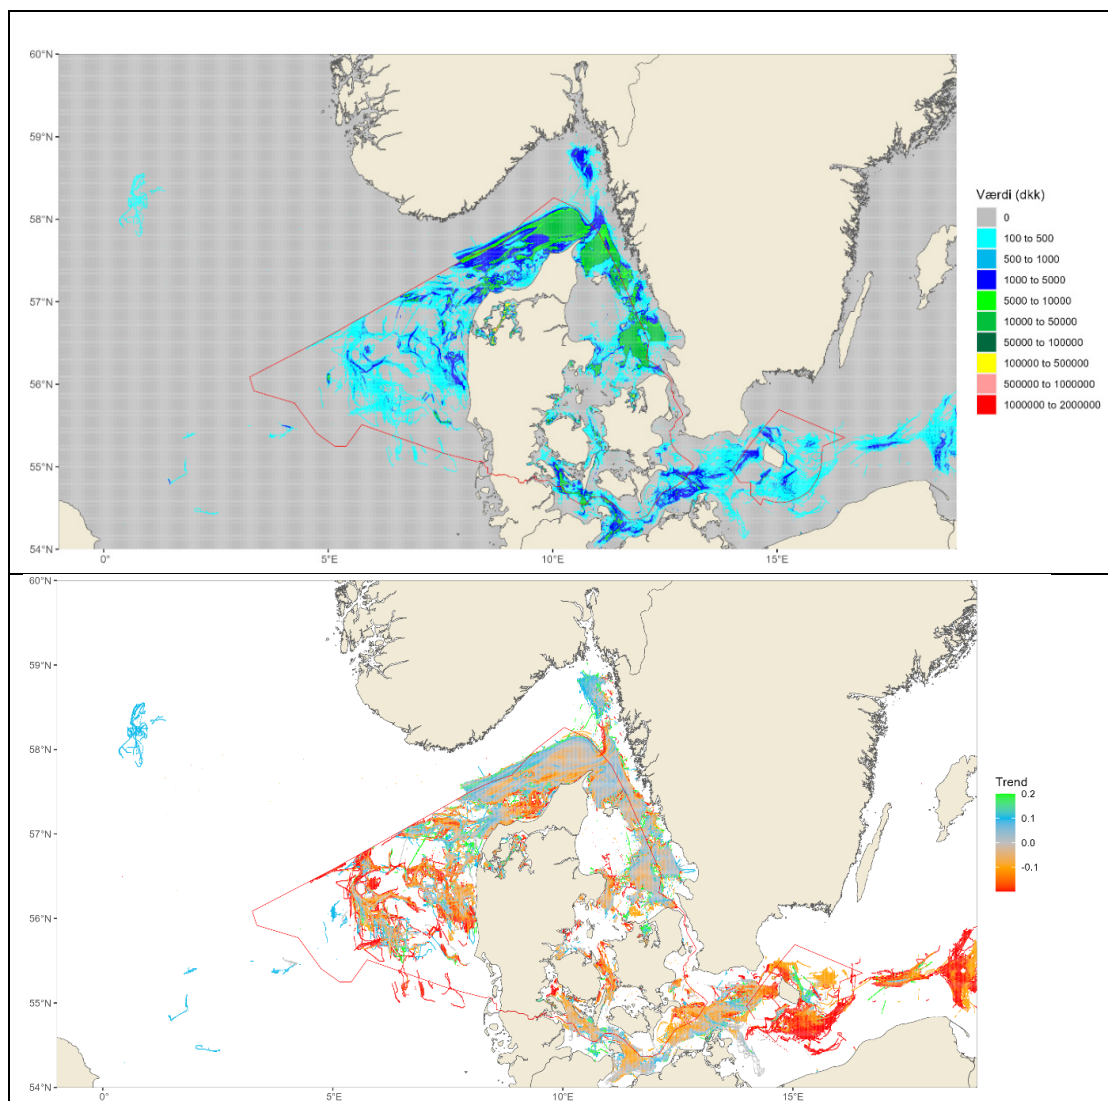 60°N
59°N
58°N
57°N
56°N
55°N
54°N
0°
5°E
10°E
15°E
Værdi (dkk)
0
100 to 500
500 to 1000
1000 to 5000
5000 to 10000
10000 to 50000
50000 to 100000
100000 to 500000
500000 to 1000000
1000000 to 2000000
60°N
59°N
58°N
57°N
56°N
55°N
54°N
0°
5°E
10°E
15°E
Trend
0.2
0.1
0.0
-0.1